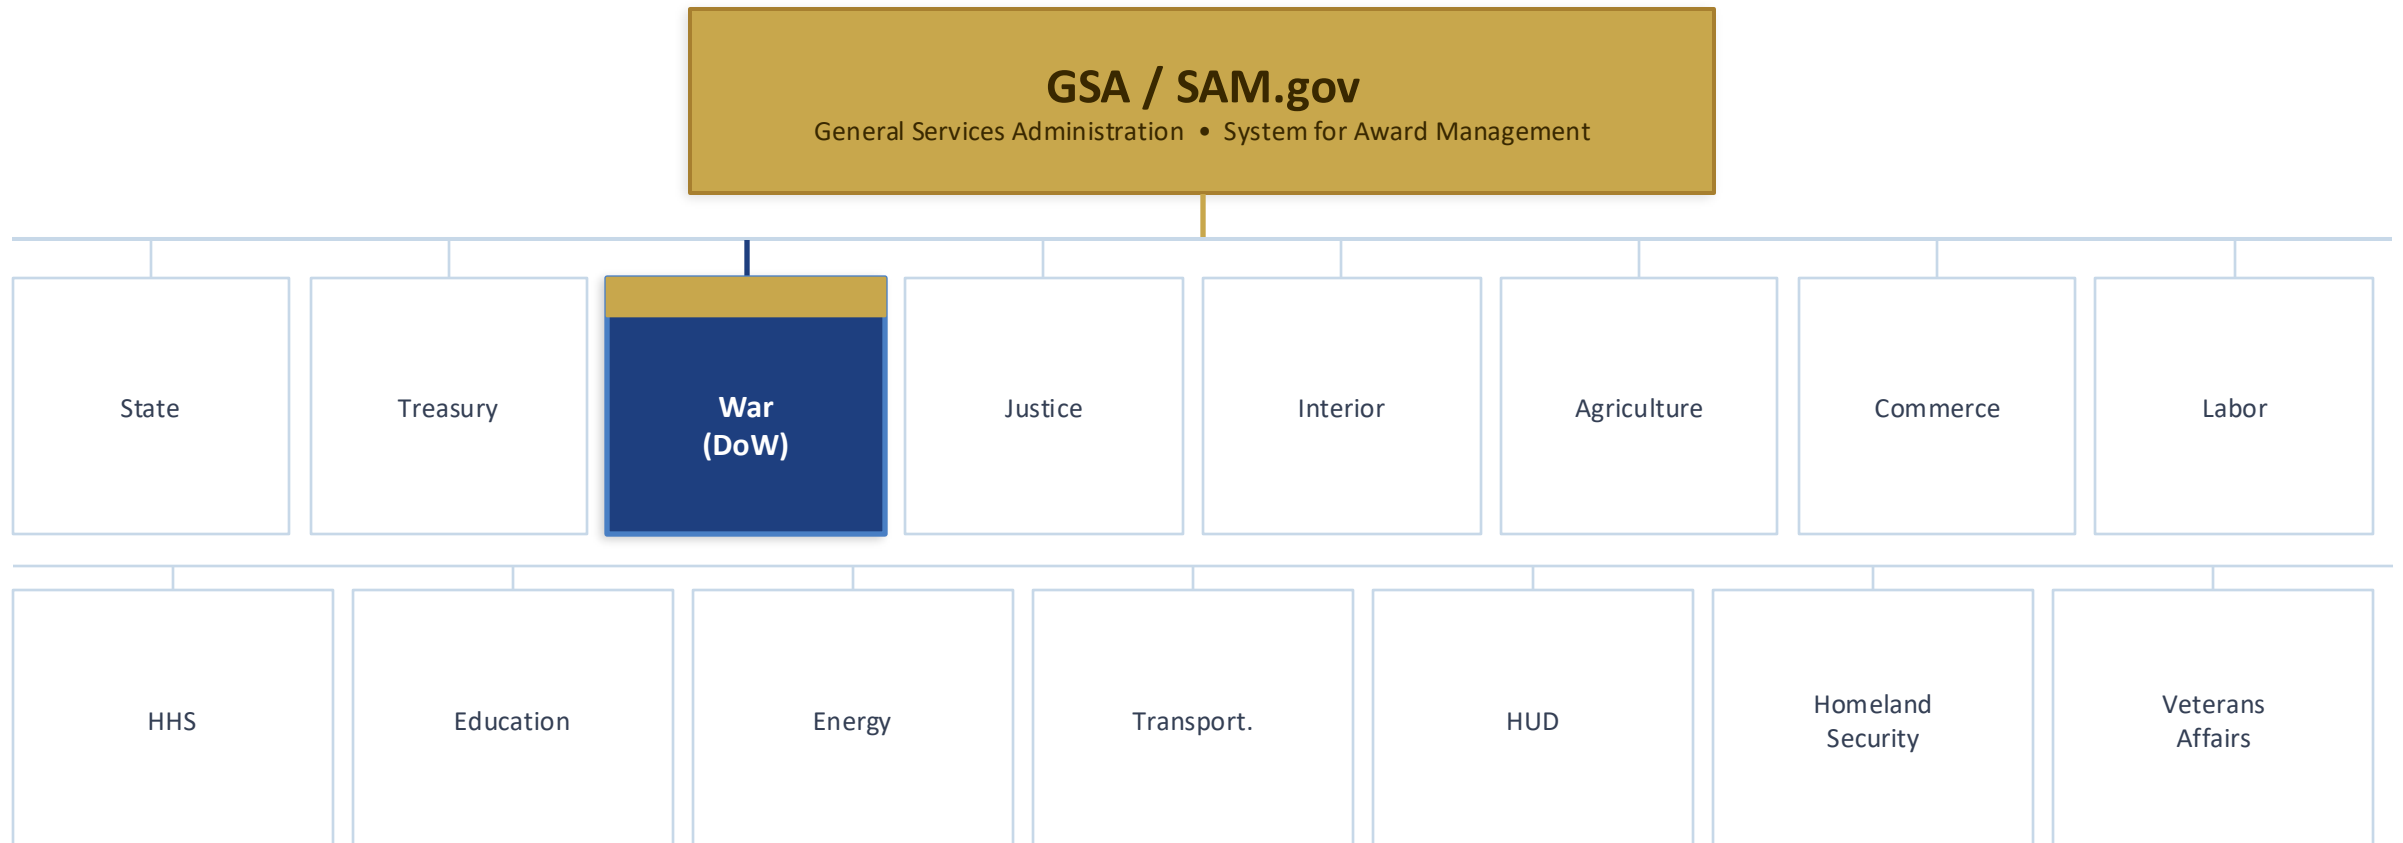 GSA / SAM.gov
General Services Administration • System for Award Management
State
Treasury
War
(DoW)
Justice
Interior
Agriculture
Commerce
Labor
HHS
Education
Energy
Transport.
HUD
Homeland
Security
Veterans
Affairs